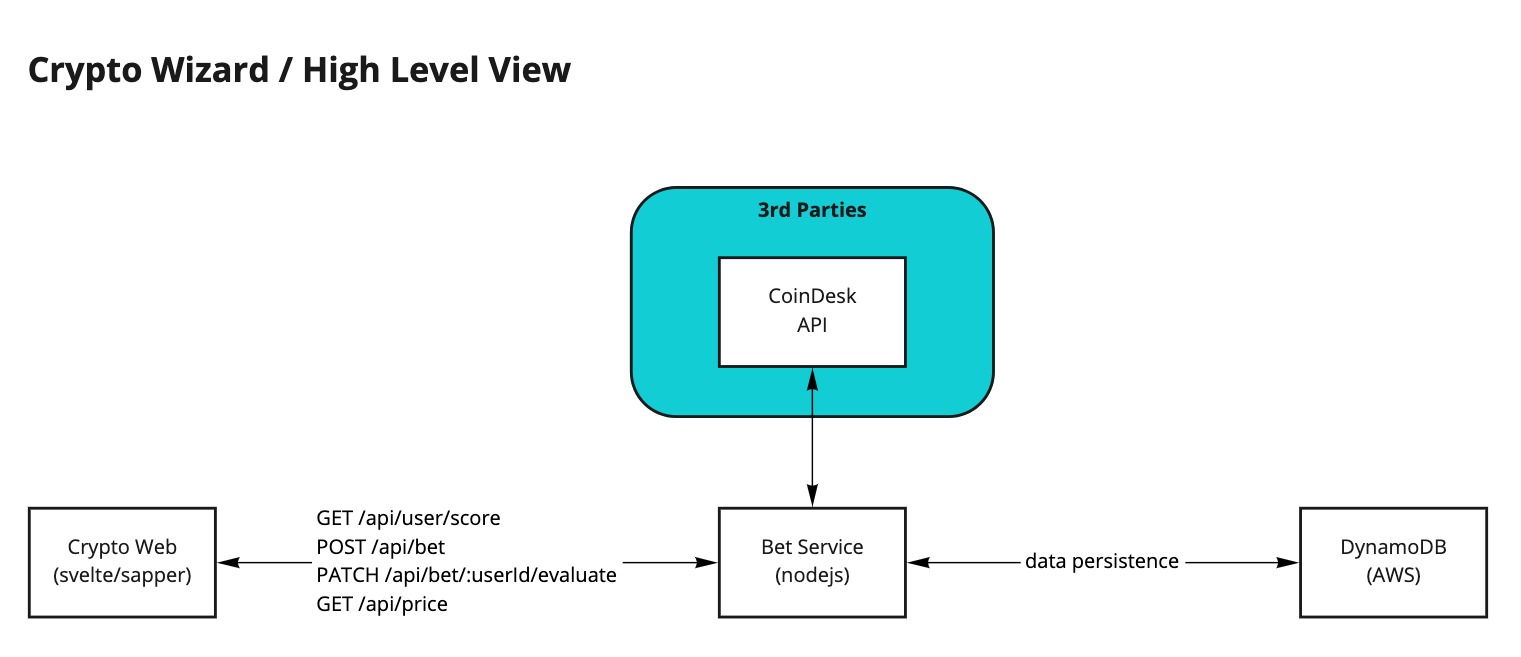 Crypto Wizard / High Level View
3rd Parties
CoinDesk
API
Crypto Web
(svelte/sapper)
GET /api/user/score
POST /api/bet
PATCH /api/bet/:userId/evaluate
GET /api/price
Bet Service
(nodejs)
data persistence
DynamoDB
(AWS)